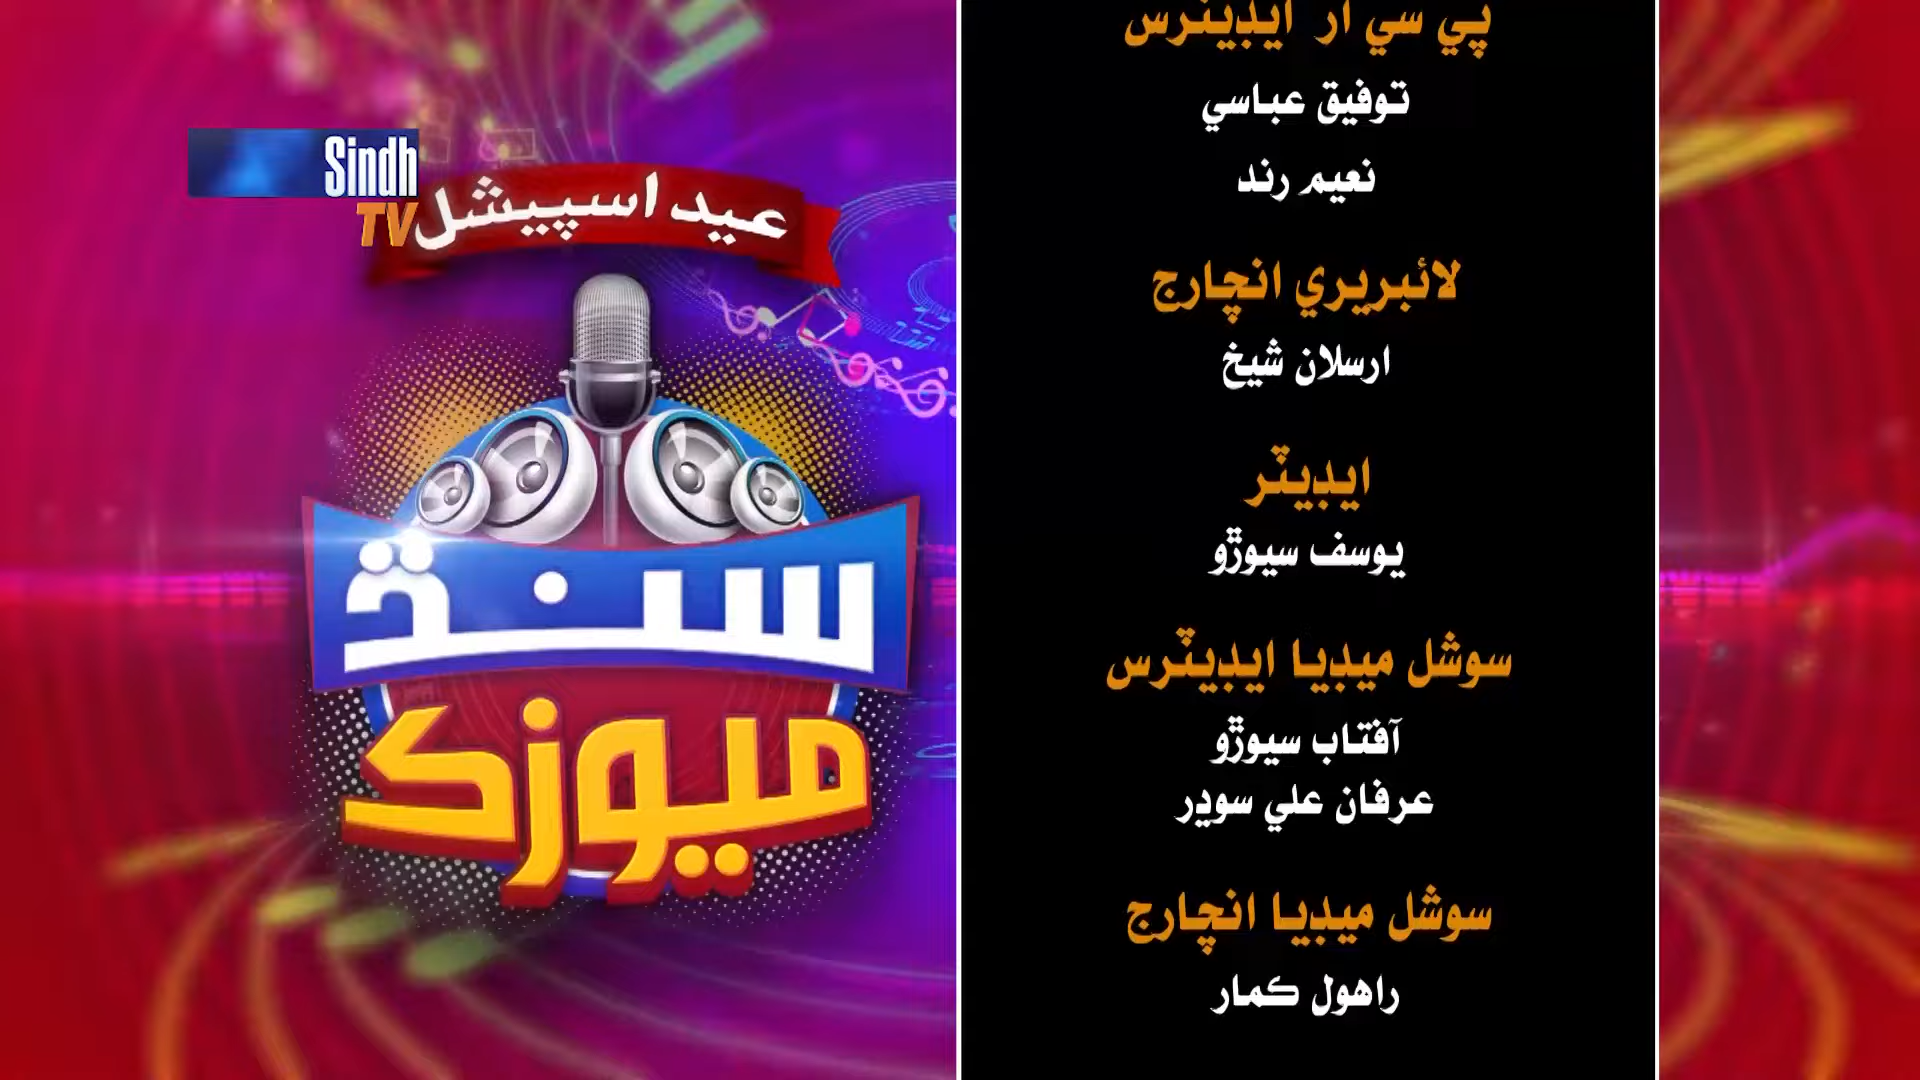 Sindh
TV
عيد اسپيشل
سنڌ
ميوزڪ
پي سي آر ايڊيٽرس
توفيق عباسي
نعيم رند
لائبريري انچارج
ارسلان شيخ
ايڊيٽر
يوسف سيوڙو
سوشل ميڊيا ايڊيٽرس
آفتاب سيوڙو
عرفان علي سوڍر
سوشل ميڊيا انچارج
راهول ڪمار